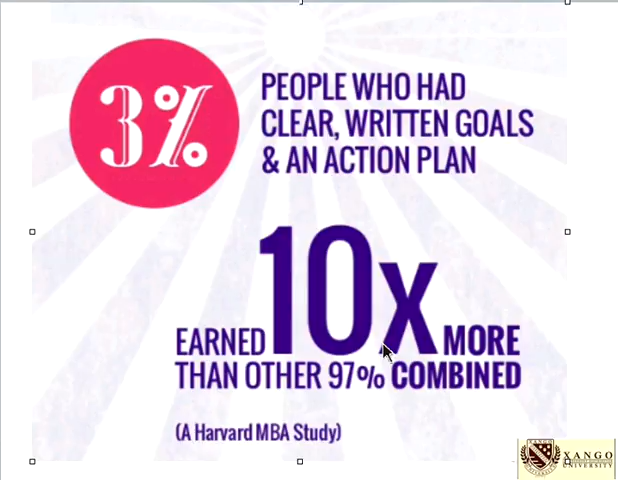 3%
PEOPLE WHO HAD
CLEAR, WRITTEN GOALS
& AN ACTION PLAN
EARNED 10x MORE
THAN OTHER 97% COMBINED
(A Harvard MBA Study)
XANGO
XANGO
UNIVERSITY